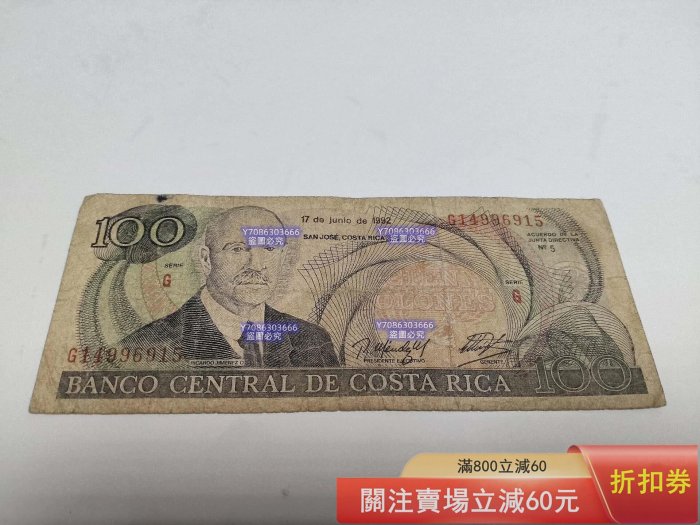 100
17 de junio de 1992
SAN JOSE, COSTA RICA
G14996915
ACUERDO DE LA
JUNTA DIRECTIVA
Nº 5
SERIE
G
SERIE
G
Y7086303666
盜圖必究
Y7086303666
盜圖必究
Y7086303666
盜圖必究
Y7086303666
盜圖必究
G14996915
RICARDO JIMENEZ O.
PRESIDENTE EJECUTIVO
GERENTE
BANCO CENTRAL DE COSTA RICA
100
滿800立減60
關注賣場立減60元
折扣券